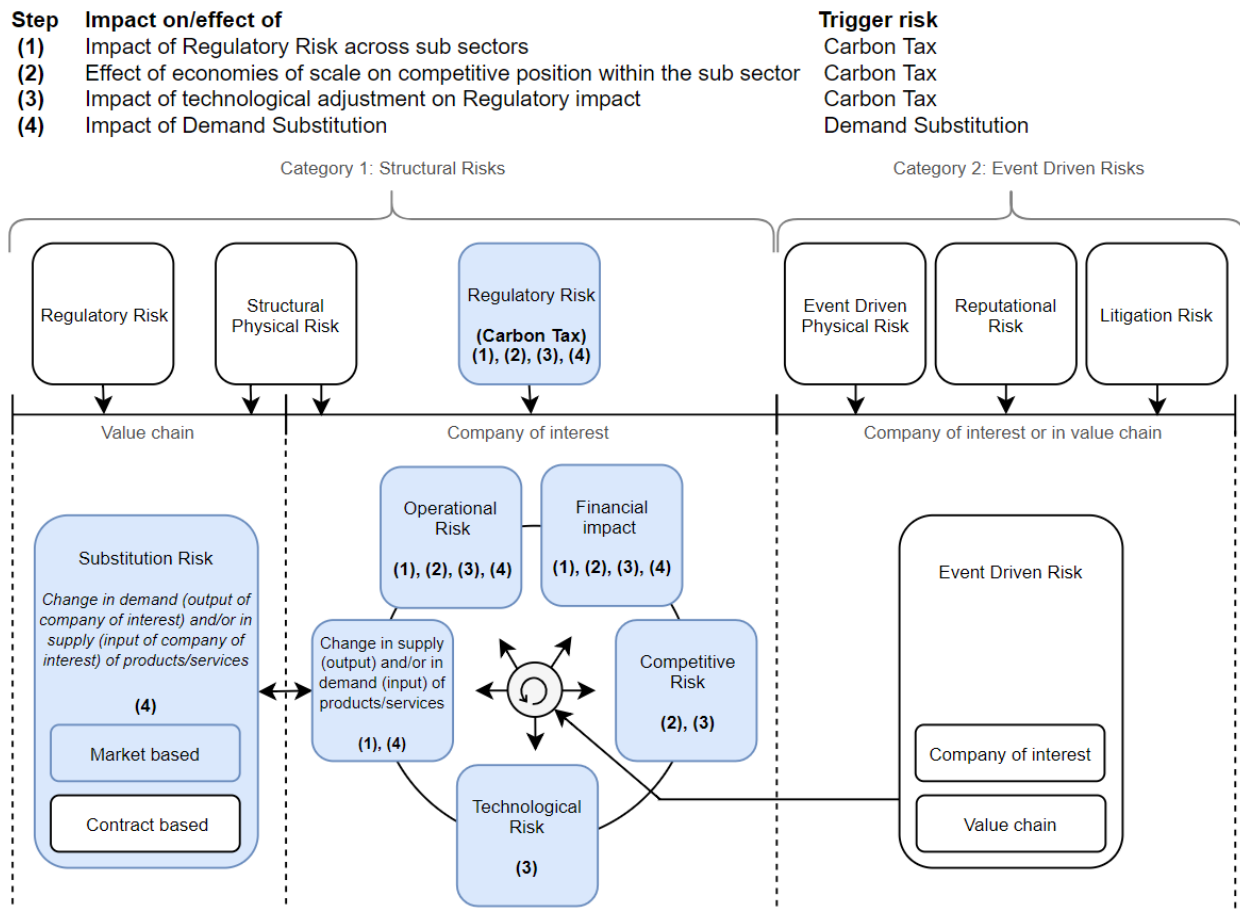 Step Impact on/effect of Trigger risk
(1) Impact of Regulatory Risk across sub sectors Carbon Tax
(2) Effect of economies of scale on competitive position within the sub sector Carbon Tax
(3) Impact of technological adjustment on Regulatory impact Carbon Tax
(4) Impact of Demand Substitution Demand Substitution
Category 1: Structural Risks
Category 2: Event Driven Risks
Regulatory Risk
Structural
Physical Risk
Regulatory Risk
(Carbon Tax)
(1), (2), (3), (4)
Event Driven
Physical Risk
Reputational
Risk
Litigation Risk
Value chain
Company of interest
Company of interest or in value chain
Substitution Risk
Change in demand (output of
company of interest) and/or in
supply (input of company of
interest) of products/services
(4)
Market based
Contract based
Operational
Risk
(1), (2), (3), (4)
Financial
impact
(1), (2), (3), (4)
Change in supply
(output) and/or in
demand (input) of
products/services
(1), (4)
Competitive
Risk
(2), (3)
Technological
Risk
(3)
Event Driven Risk
Company of interest
Value chain